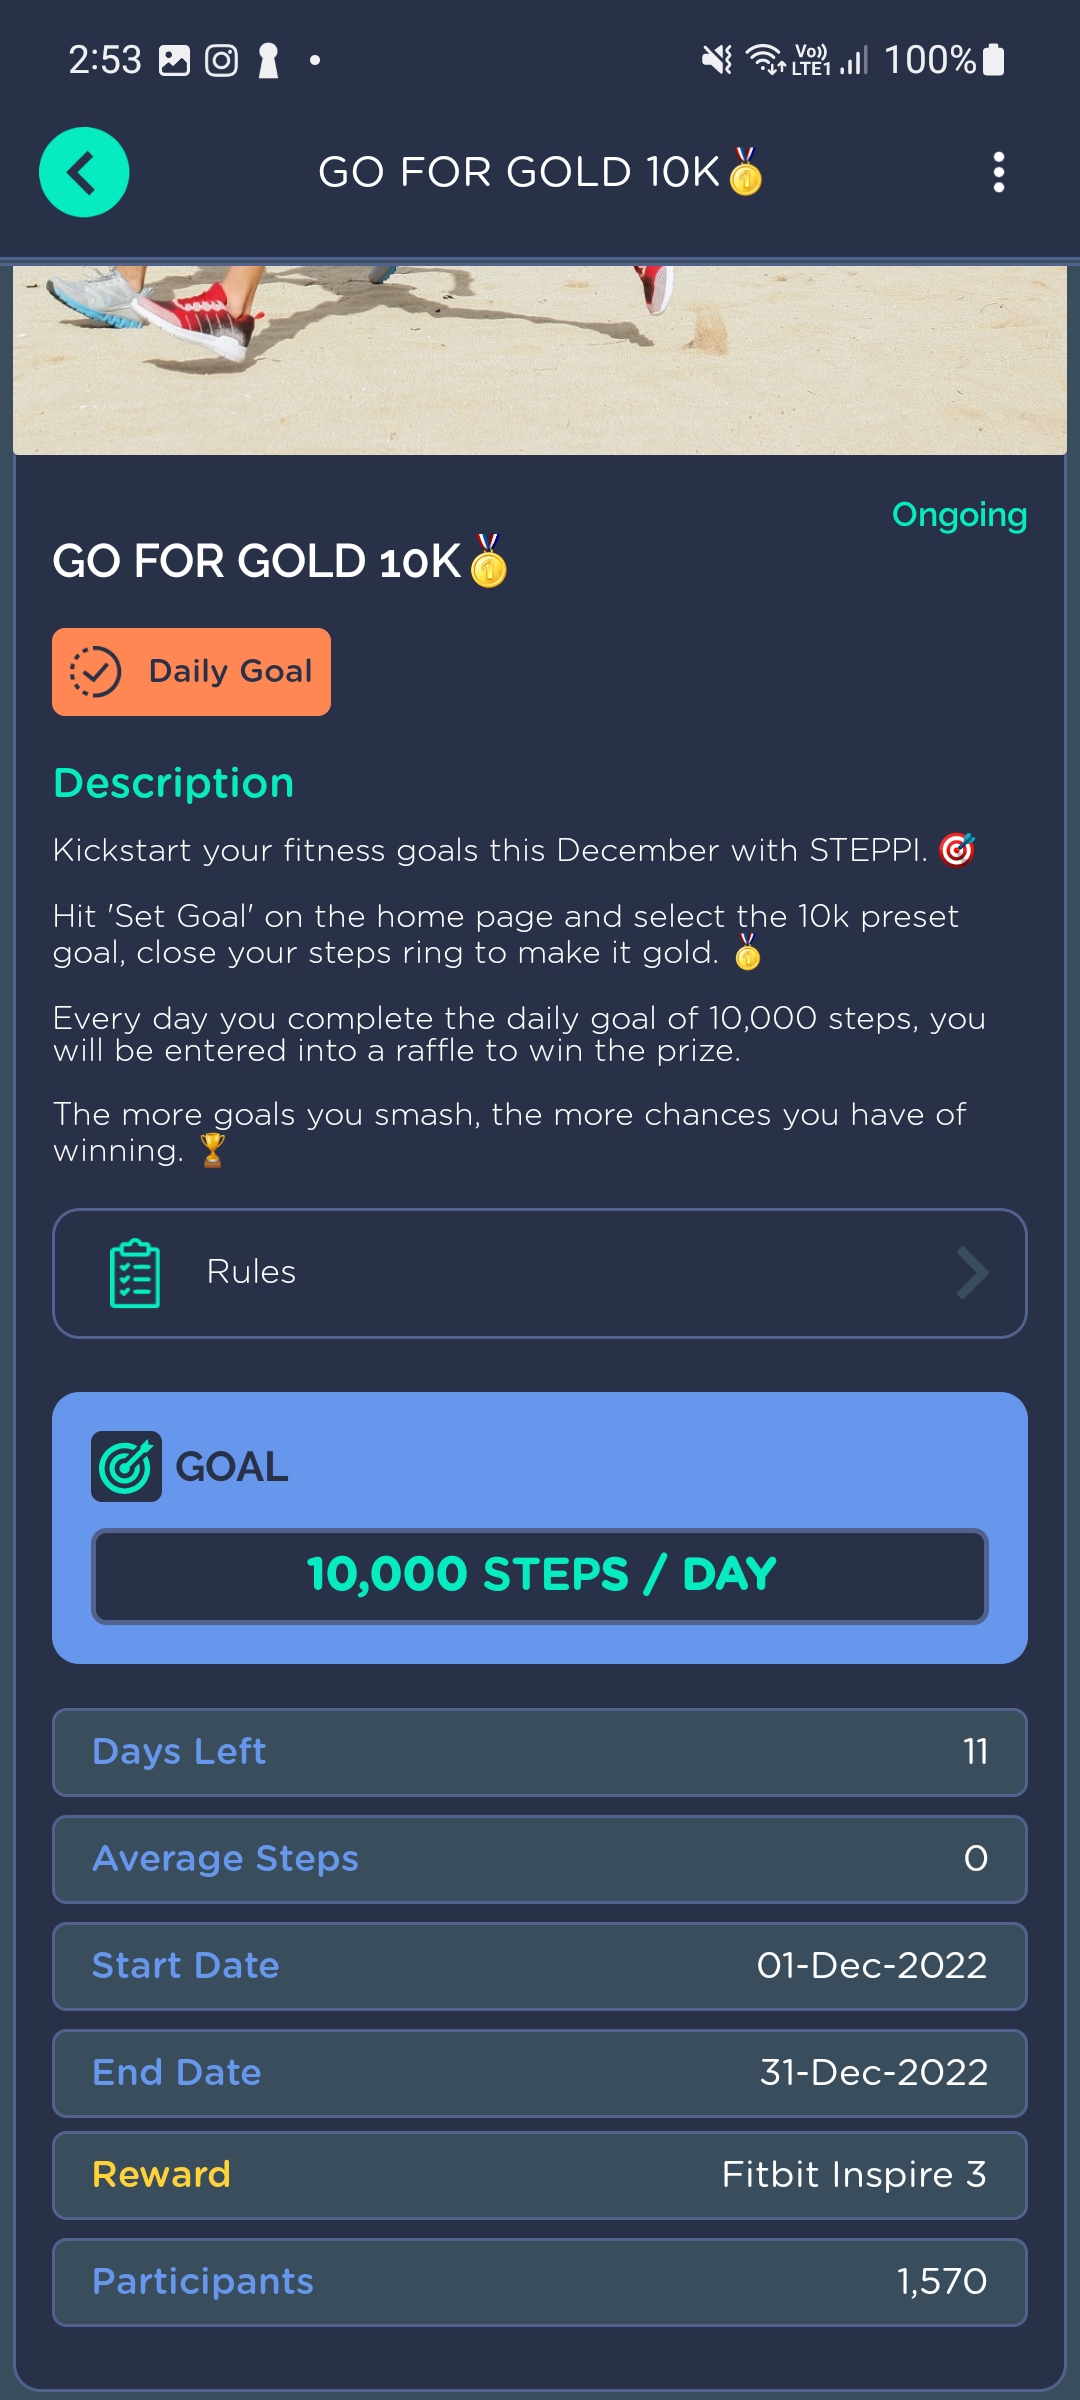 2:53
Vo))
LTE1
100%
GO FOR GOLD 10K🏅
Ongoing
GO FOR GOLD 10K🏅
Daily Goal
Description
Kickstart your fitness goals this December with STEPPI. 🎯
Hit 'Set Goal' on the home page and select the 10k preset
goal, close your steps ring to make it gold. 🏅
Every day you complete the daily goal of 10,000 steps, you
will be entered into a raffle to win the prize.
The more goals you smash, the more chances you have of
winning. 🏆
Rules
GOAL
10,000 STEPS / DAY
Days Left 11
Average Steps 0
Start Date 01-Dec-2022
End Date 31-Dec-2022
Reward Fitbit Inspire 3
Participants 1,570